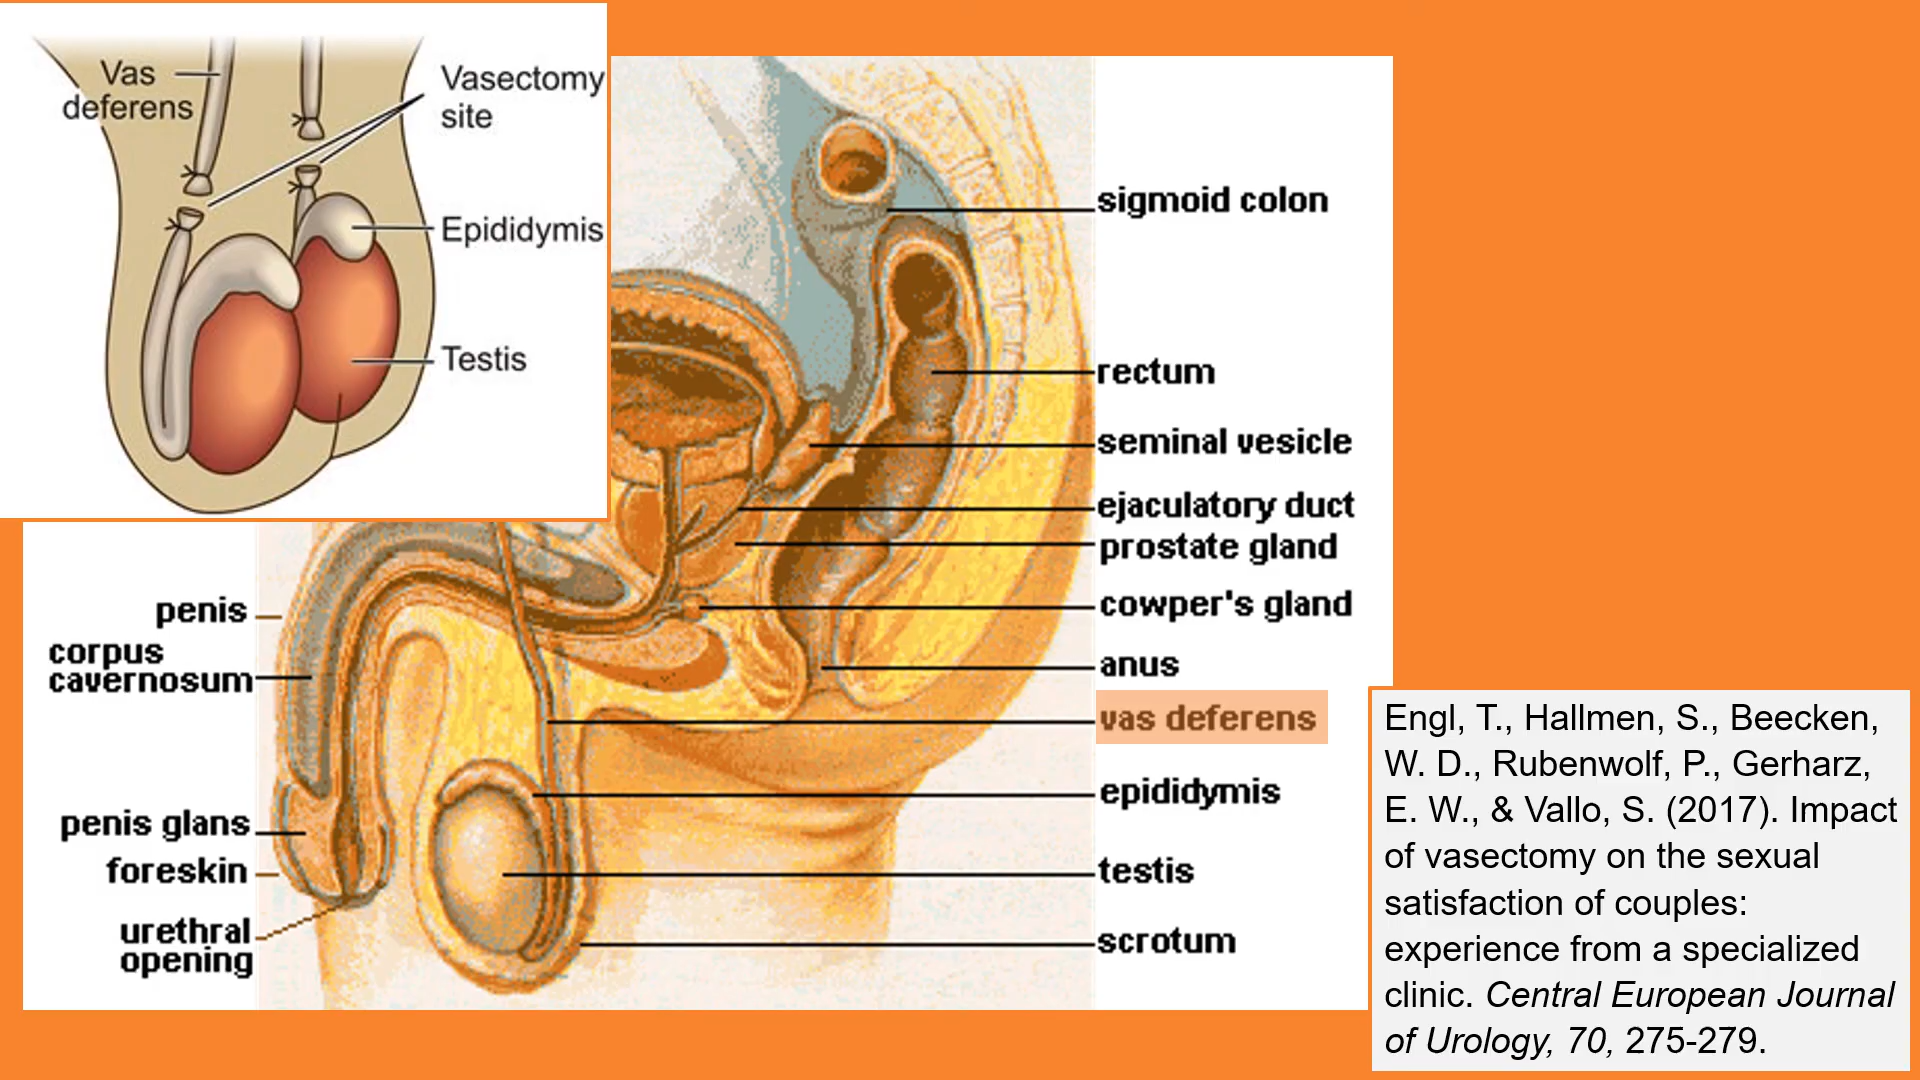 Vas
deferens
Vasectomy
site
Epididymis
Testis
sigmoid colon
rectum
seminal vesicle
ejaculatory duct
prostate gland
cowper's gland
anus
vas deferens
epididymis
testis
scrotum
penis
corpus
cavernosum
penis glans
foreskin
urethral
opening
Engl, T., Hallmen, S., Beecken,
W. D., Rubenwolf, P., Gerharz,
E. W., & Vallo, S. (2017). Impact
of vasectomy on the sexual
satisfaction of couples:
experience from a specialized
clinic. Central European Journal
of Urology, 70, 275-279.